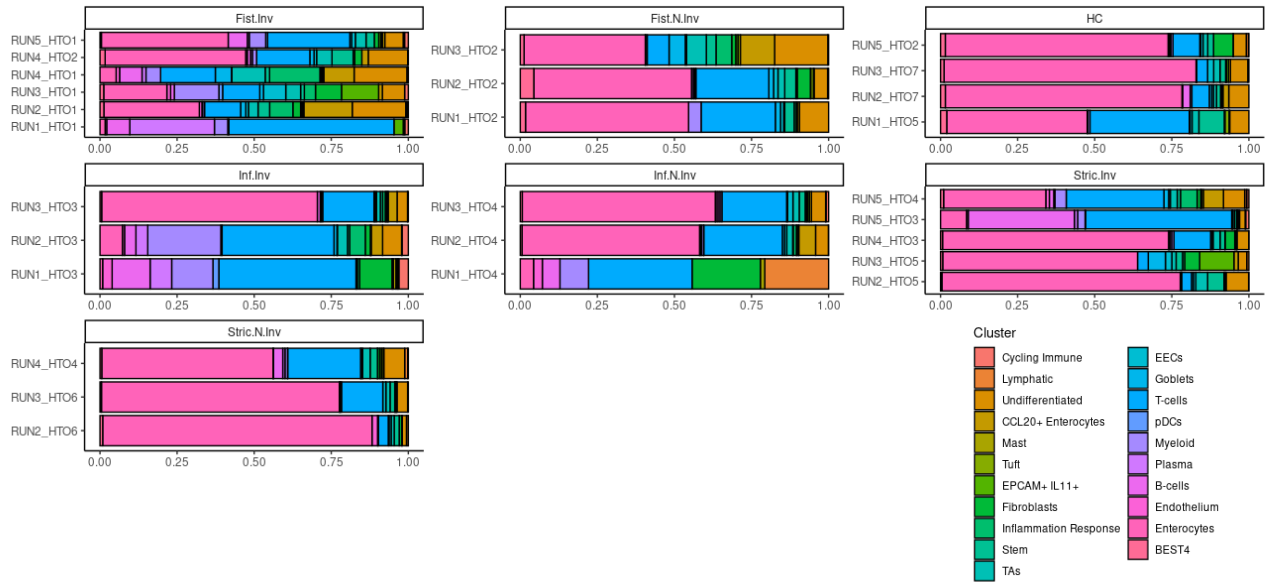 Fist.Inv
RUN5_HTO1
RUN4_HTO2
RUN4_HTO1
RUN3_HTO1
RUN2_HTO1
RUN1_HTO1
0.00 0.25 0.50 0.75 1.00
Fist.N.Inv
RUN3_HTO2
RUN2_HTO2
RUN1_HTO2
0.00 0.25 0.50 0.75 1.00
HC
RUN5_HTO2
RUN3_HTO7
RUN2_HTO7
RUN1_HTO5
0.00 0.25 0.50 0.75 1.00
Inf.Inv
RUN3_HTO3
RUN2_HTO3
RUN1_HTO3
0.00 0.25 0.50 0.75 1.00
Inf.N.Inv
RUN3_HTO4
RUN2_HTO4
RUN1_HTO4
0.00 0.25 0.50 0.75 1.00
Stric.Inv
RUN5_HTO4
RUN5_HTO3
RUN4_HTO3
RUN3_HTO5
RUN2_HTO5
0.00 0.25 0.50 0.75 1.00
Stric.N.Inv
RUN4_HTO4
RUN3_HTO6
RUN2_HTO6
0.00 0.25 0.50 0.75 1.00
Cluster
Cycling Immune
Lymphatic
Undifferentiated
CCL20+ Enterocytes
Mast
Tuft
EPCAM+ IL11+
Fibroblasts
Inflammation Response
Stem
TAs
EECs
Goblets
T-cells
pDCs
Myeloid
Plasma
B-cells
Endothelium
Enterocytes
BEST4